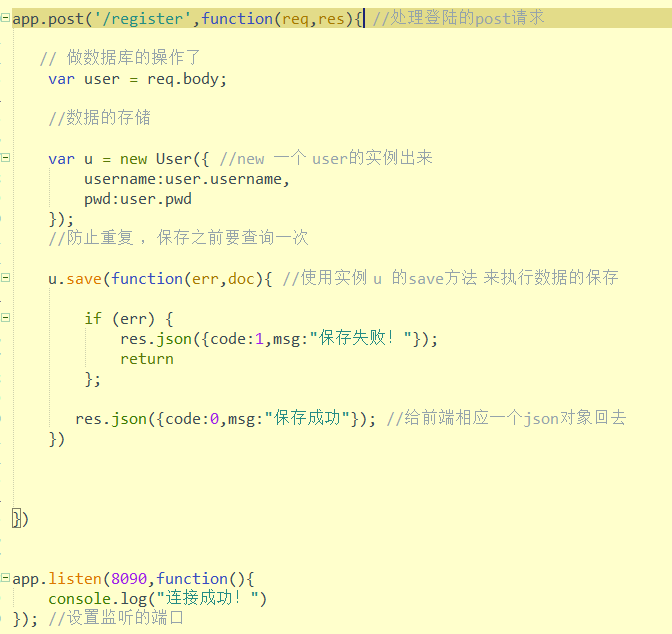 app.post('/register',function(req,res){ //处理登陆的post请求
// 做数据库的操作了
var user = req.body;
//数据的存储
var u = new User({ //new 一个 user的实例出来
username:user.username,
pwd:user.pwd
});
//防止重复 ，保存之前要查询一次
u.save(function(err,doc){ //使用实例 u 的save方法 来执行数据的保存
if (err) {
res.json({code:1,msg:"保存失败！"});
return
};
res.json({code:0,msg:"保存成功"}); //给前端相应一个json对象回去
})
})
app.listen(8090,function(){
console.log("连接成功！")
}); //设置监听的端口